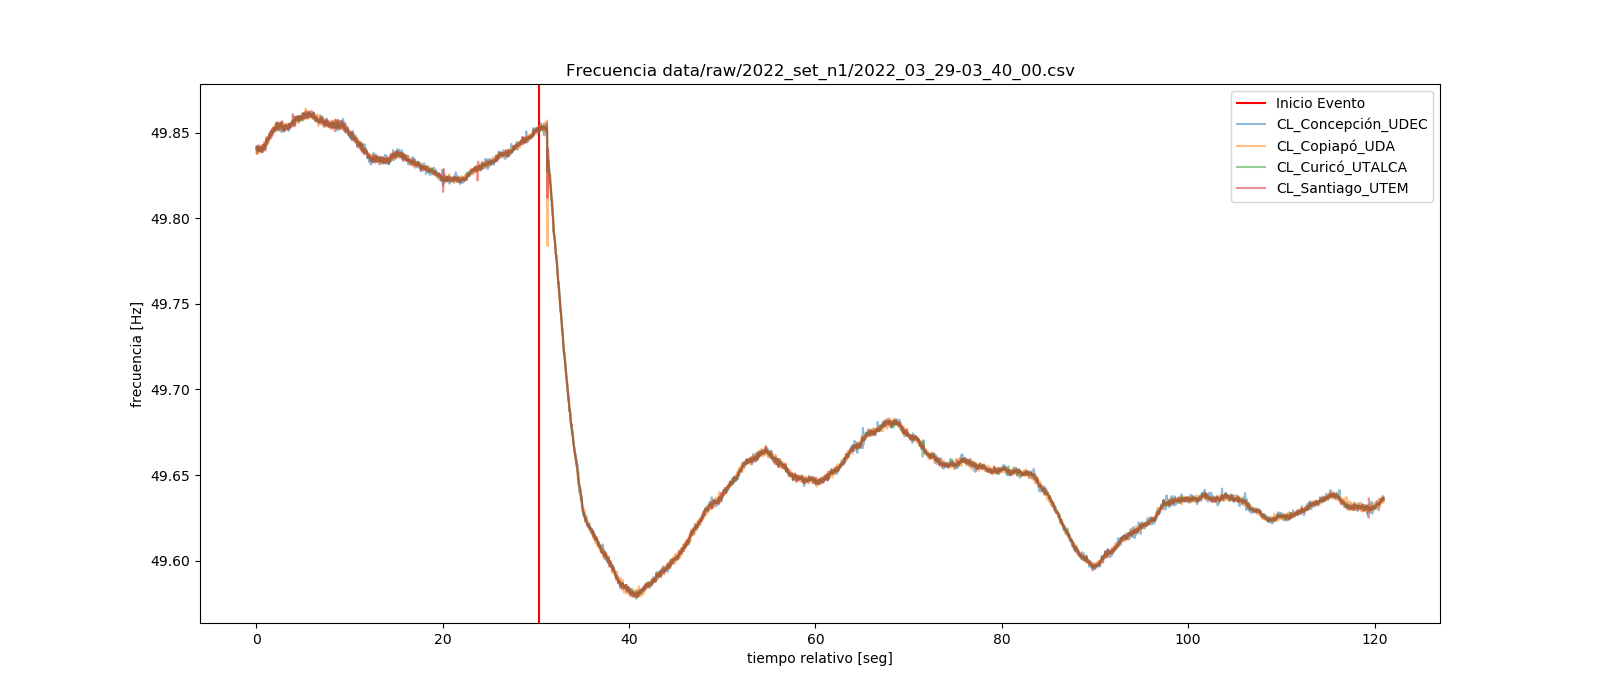 Frecuencia data/raw/2022_set_n1/2022_03_29-03_40_00.csv
Inicio Evento
CL_Concepción_UDEC
CL_Copiapó_UDA
CL_Curicó_UTALCA
CL_Santiago_UTEM
frecuencia [Hz]
49.85
49.80
49.75
49.70
49.65
49.60
0 20 40 60 80 100 120
tiempo relativo [seg]